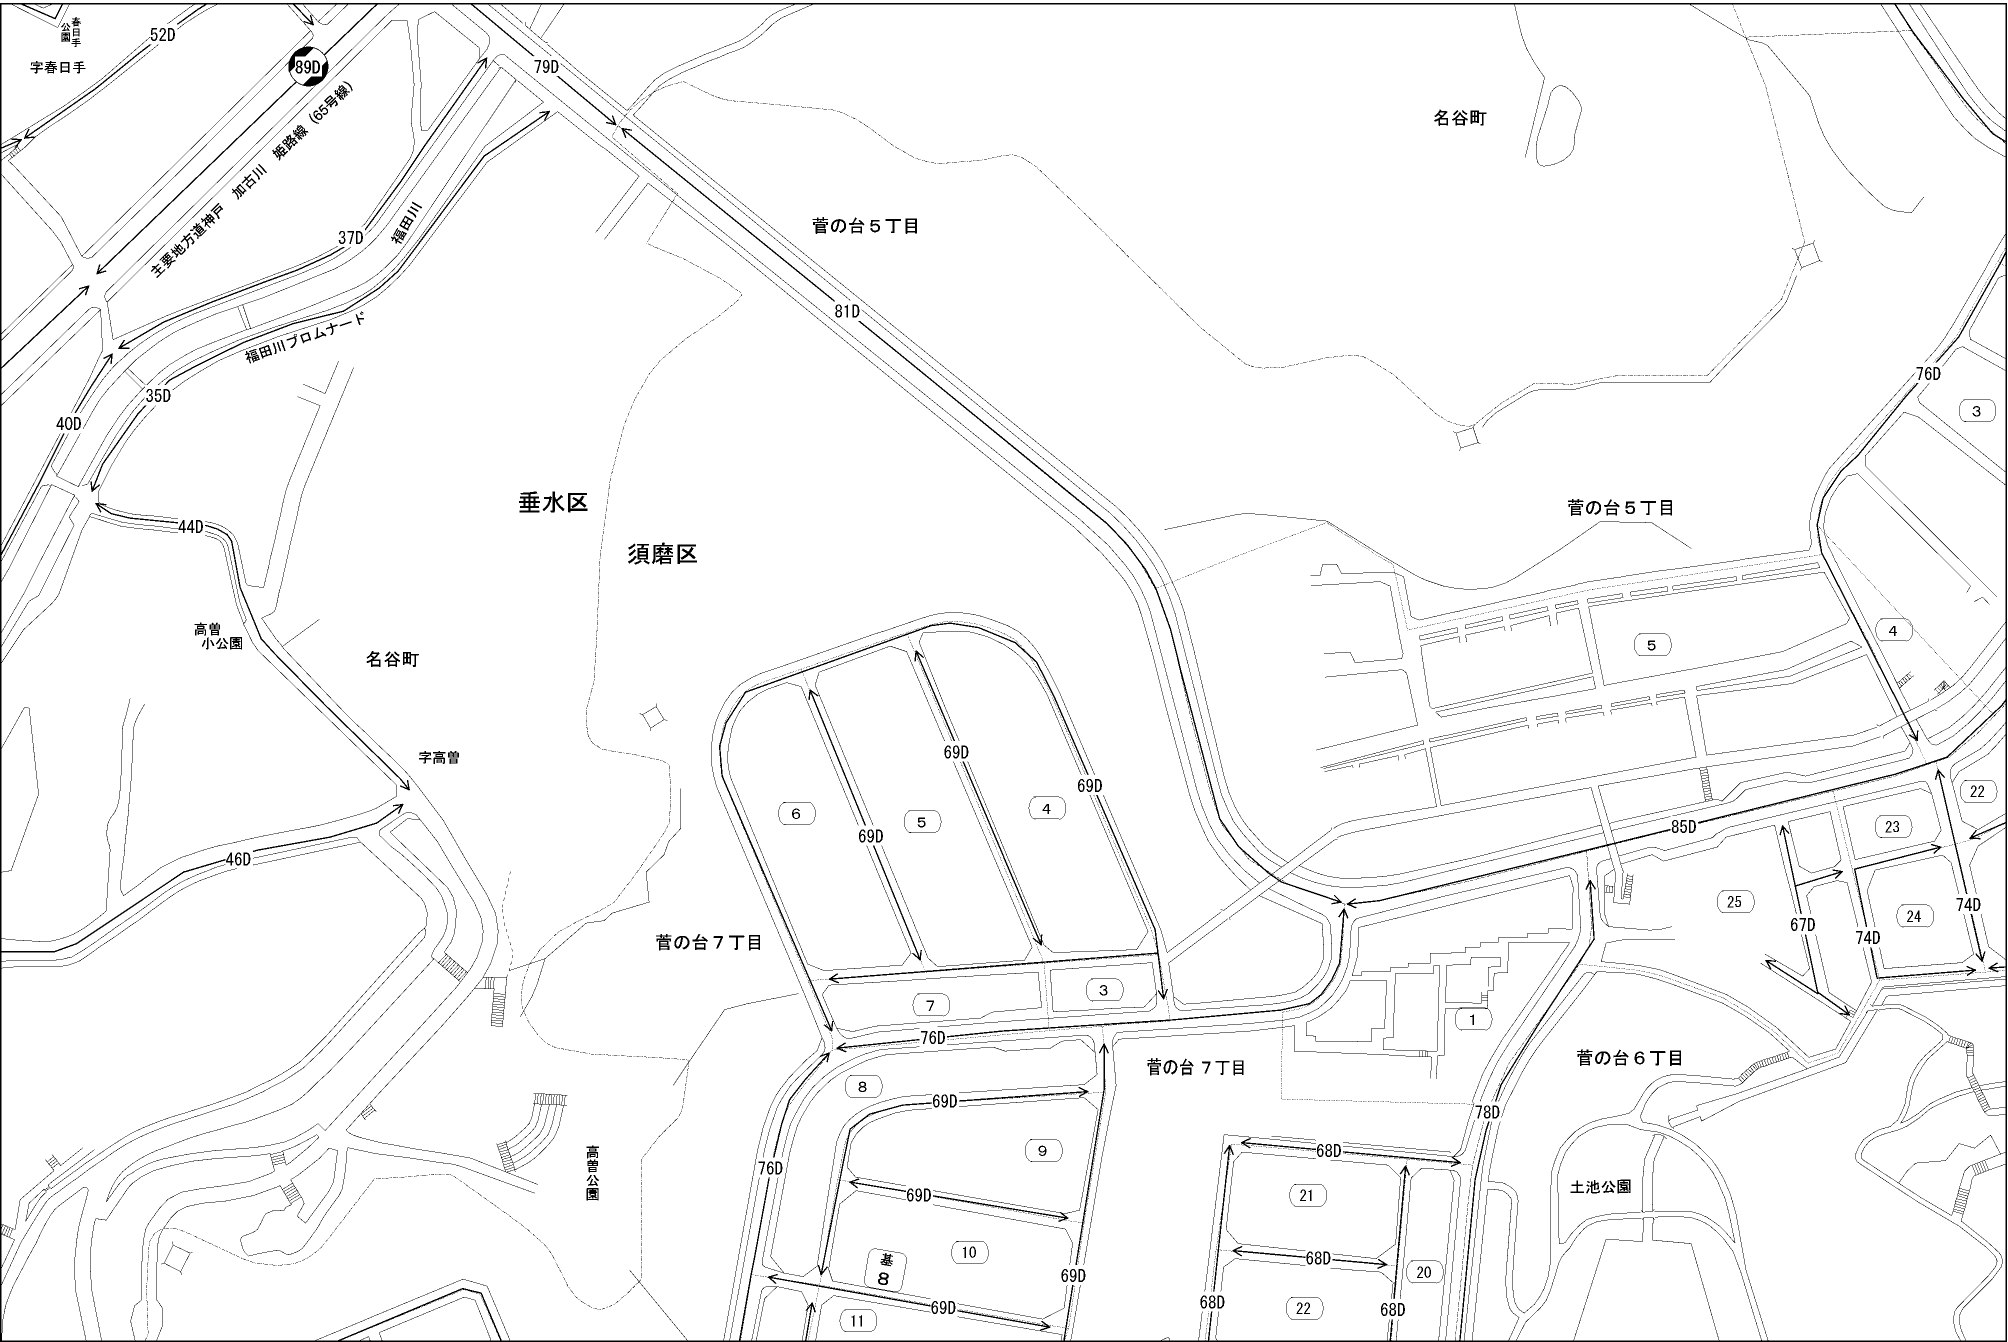 春日手
公園
52D
字春日手
89D
79D
名谷町
主要地方道神戸 加古川 姫路線（65号線）
37D
福田川
菅の台５丁目
81D
福田川プロムナード
35D
40D
76D
3
垂水区
須磨区
菅の台５丁目
44D
高曽
小公園
名谷町
4
5
字高曽
69D
69D
6
69D
5
4
22
23
85D
46D
25
24
74D
67D
74D
菅の台７丁目
7
3
1
76D
菅の台７丁目
菅の台６丁目
8
69D
78D
9
68D
高曽公園
76D
69D
21
土池公園
基
8
10
69D
68D
20
69D
11
68D
22
68D